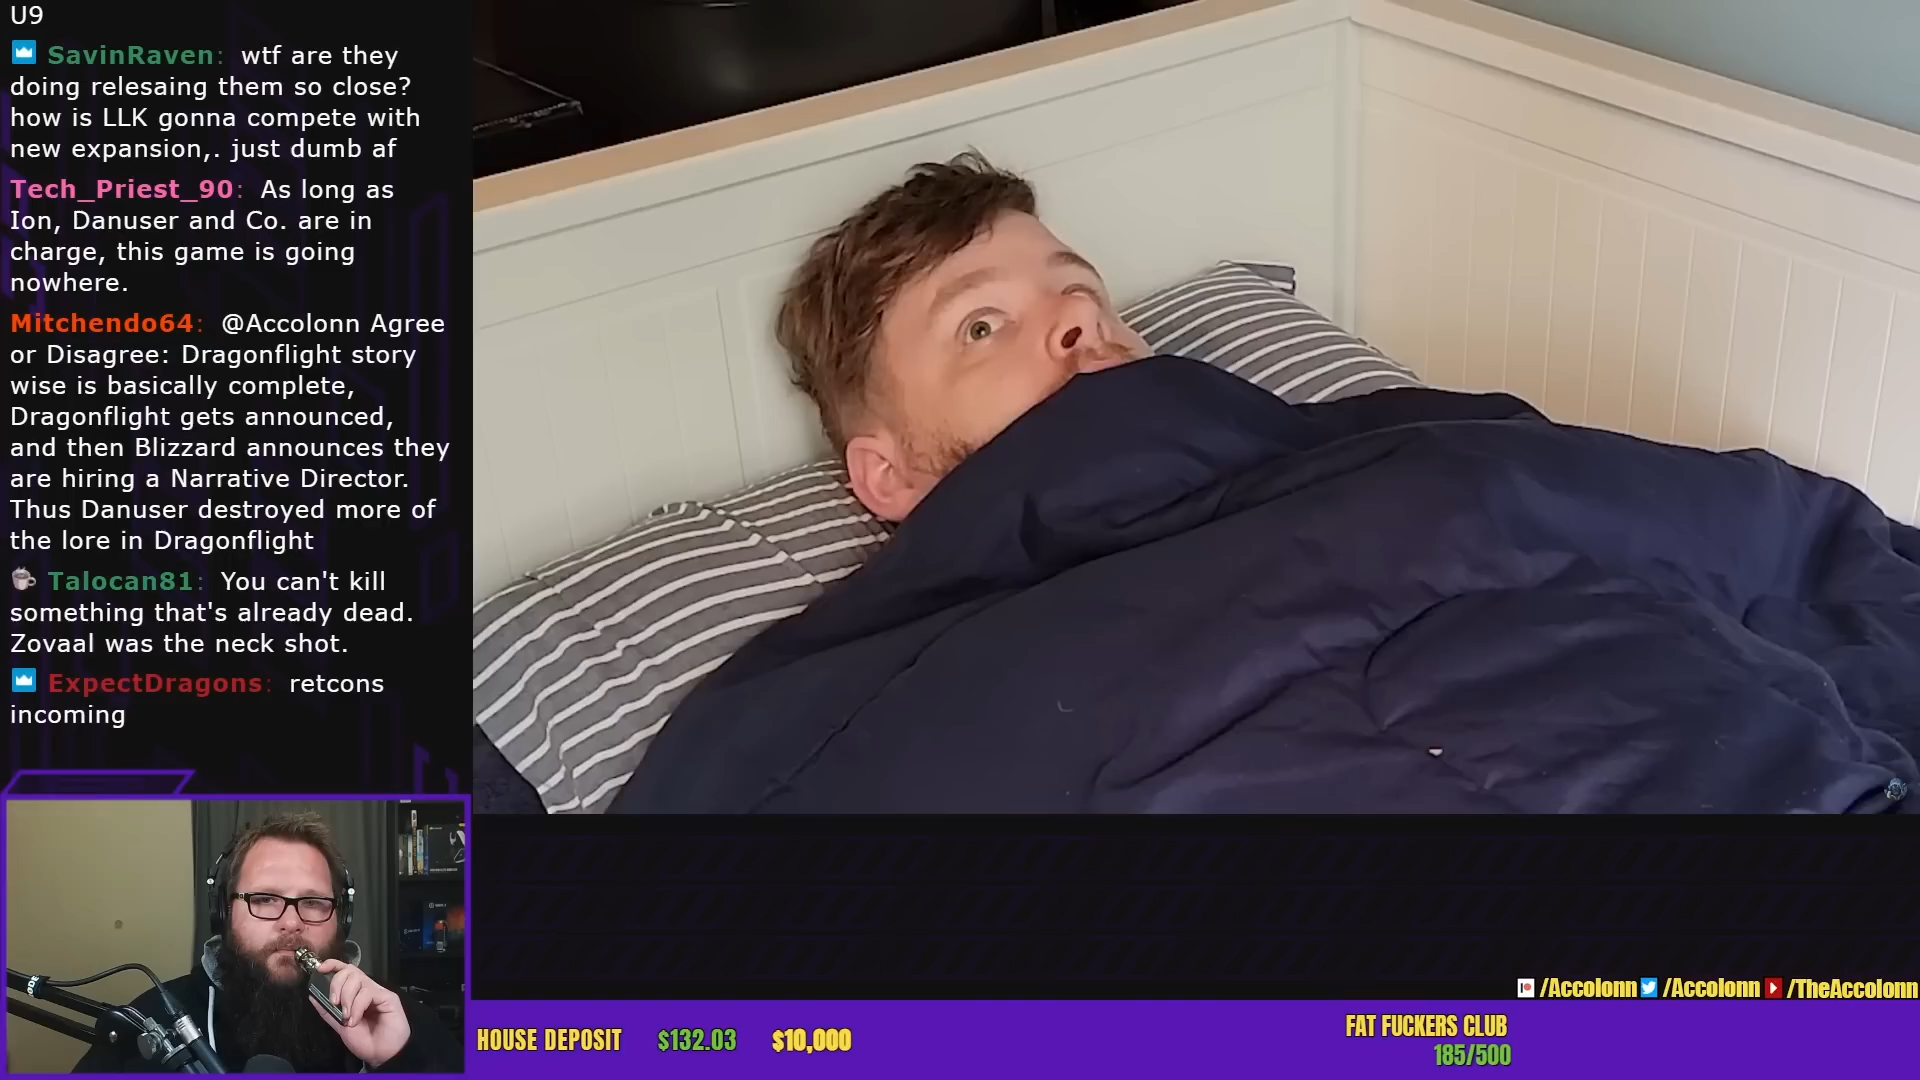 U9
SavinRaven: wtf are they
doing relesaing them so close?
how is LLK gonna compete with
new expansion,. just dumb af
Tech_Priest_90: As long as
Ion, Danuser and Co. are in
charge, this game is going
nowhere.
Mitchendo64: @Accolonn Agree
or Disagree: Dragonflight story
wise is basically complete,
Dragonflight gets announced,
and then Blizzard announces they
are hiring a Narrative Director.
Thus Danuser destroyed more of
the lore in Dragonflight
Talocan81: You can't kill
something that's already dead.
Zovaal was the neck shot.
ExpectDragons: retcons
incoming
/Accolonn /Accolonn /TheAccolonn
HOUSE DEPOSIT $132.03 $10,000
FAT FUCKERS CLUB
185/500